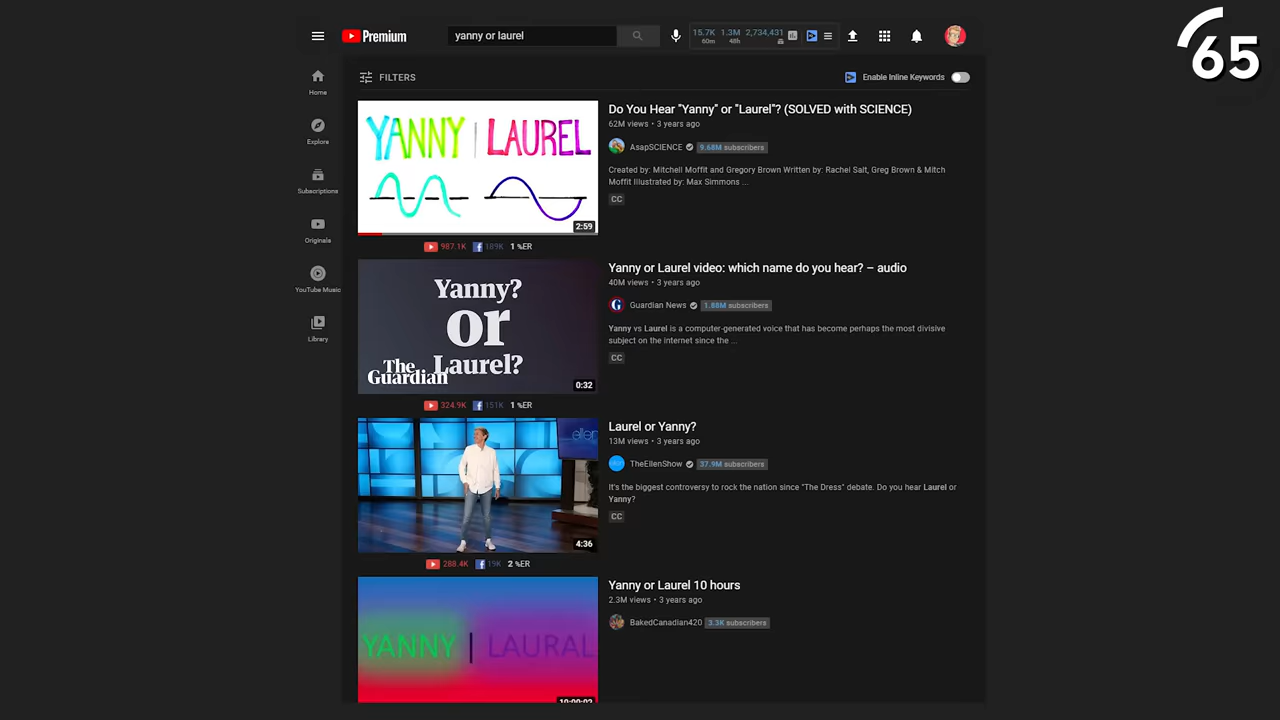 Premium
yanny or laurel
15.7K 1.3M 2,734,431
60m 48h
65
Home
Explore
Subscriptions
Originals
YouTube Music
Library
FILTERS
Enable Inline Keywords
YANNY | LAUREL
2:59
987.1K 189K 1 %ER
Do You Hear "Yanny" or "Laurel"? (SOLVED with SCIENCE)
62M views • 3 years ago
AsapSCIENCE 9.68M subscribers
Created by: Mitchell Moffit and Gregory Brown Written by: Rachel Salt, Greg Brown & Mitch
Moffit Illustrated by: Max Simmons ...
CC
Yanny?
or
Laurel?
The
Guardian
0:32
324.9K 151K 1 %ER
Yanny or Laurel video: which name do you hear? – audio
40M views • 3 years ago
G Guardian News 1.88M subscribers
Yanny vs Laurel is a computer-generated voice that has become perhaps the most divisive
subject on the internet since the ...
CC
ellen
4:36
288.4K 19K 2 %ER
Laurel or Yanny?
13M views • 3 years ago
TheEllenShow 37.9M subscribers
It's the biggest controversy to rock the nation since "The Dress" debate. Do you hear Laurel or
Yanny?
CC
YANNY | LAURAL
10:00:02
Yanny or Laurel 10 hours
2.3M views • 3 years ago
BakedCanadian420 3.3K subscribers